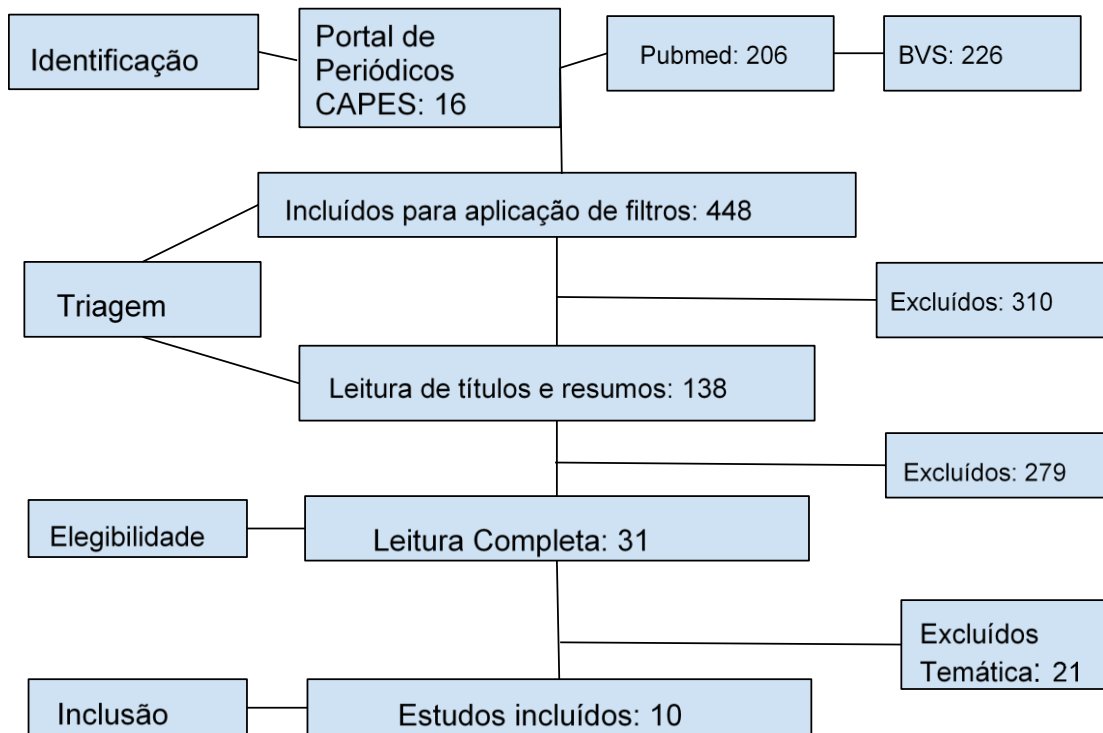 Identificação
Portal de
Periódicos
CAPES: 16
Pubmed: 206
BVS: 226
Incluídos para aplicação de filtros: 448
Triagem
Excluídos: 310
Leitura de títulos e resumos: 138
Excluídos: 279
Elegibilidade
Leitura Completa: 31
Excluídos
Temática: 21
Inclusão
Estudos incluídos: 10